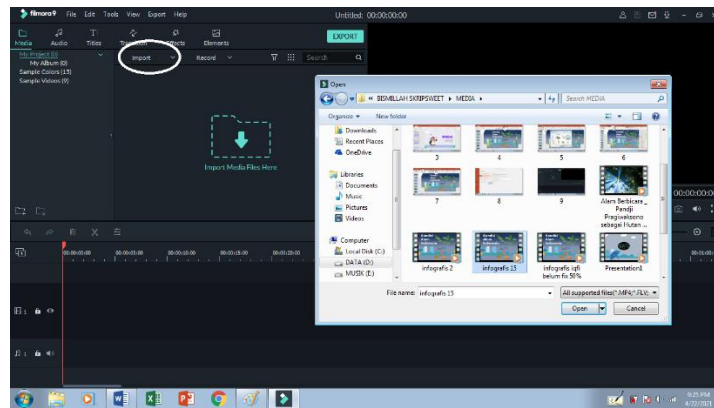 filmora9 File Edit Tools View Export Help Untitled: 00:00:00:00
Media Audio Titles Transition Effects Elements EXPORT
My Project (0)
My Album (0)
Sample Colors (15)
Sample Videos (9)
Import Record Search
Import Media Files Here
Open
« BISMILLAH SKRIPSWEET MEDIA Search MEDIA
Organize New folder
Downloads
Recent Places
OneDrive
Libraries
Documents
Music
Pictures
Videos
Computer
Local Disk (C:)
DATA (D:)
MUSIK (E:)
3 4 5 6
7 8 9 Alam Berbicara _ Pandji Pragiwaksono sebagai Hutan ...
infografis 2 infografis 15 infografis iqfi belum fix 50% Presentation1
File name: infografis 15 All supported files(*.MP4;*.FLV;
Open Cancel
00:00:00:00
00:00:00:00 00:00:05:00 00:00:10:00 00:00:15:00 00:00:20:00
9:25 PM
4/22/2021